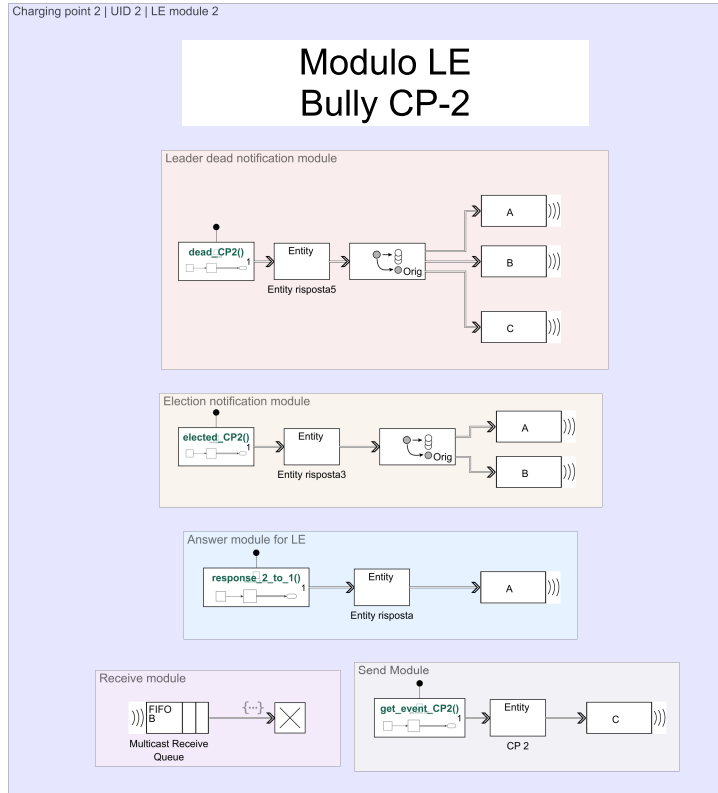 Charging point 2 | UID 2 | LE module 2
Modulo LE
Bully CP-2
Leader dead notification module
dead_CP2()
1
Entity
Entity risposta5
Orig
A
B
C
Election notification module
elected_CP2()
1
Entity
Entity risposta3
Orig
A
B
Answer module for LE
response_2_to_1()
1
Entity
Entity risposta
A
Receive module
FIFO
B
{...}
Multicast Receive
Queue
Send Module
get_event_CP2()
1
Entity
CP 2
C